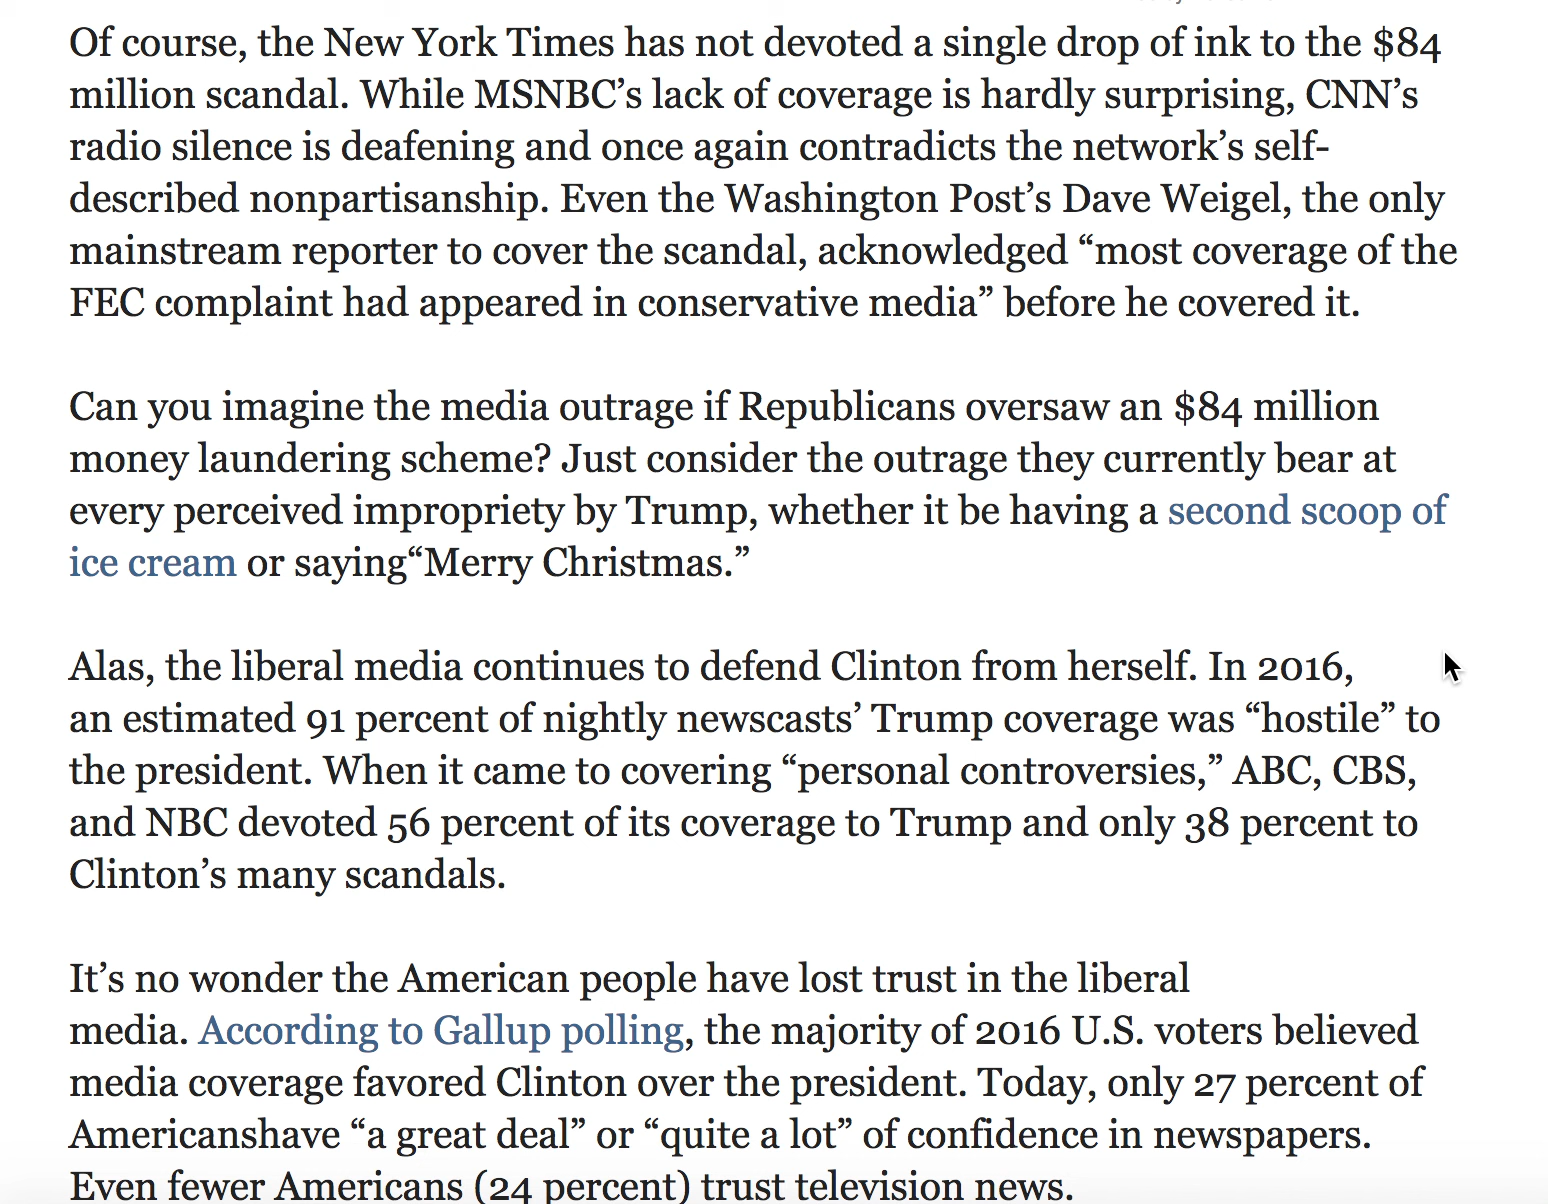 Of course, the New York Times has not devoted a single drop of ink to the $84
million scandal. While MSNBC’s lack of coverage is hardly surprising, CNN’s
radio silence is deafening and once again contradicts the network’s self-
described nonpartisanship. Even the Washington Post’s Dave Weigel, the only
mainstream reporter to cover the scandal, acknowledged “most coverage of the
FEC complaint had appeared in conservative media” before he covered it.
Can you imagine the media outrage if Republicans oversaw an $84 million
money laundering scheme? Just consider the outrage they currently bear at
every perceived impropriety by Trump, whether it be having a second scoop of
ice cream or saying“Merry Christmas.”
Alas, the liberal media continues to defend Clinton from herself. In 2016,
an estimated 91 percent of nightly newscasts’ Trump coverage was “hostile” to
the president. When it came to covering “personal controversies,” ABC, CBS,
and NBC devoted 56 percent of its coverage to Trump and only 38 percent to
Clinton’s many scandals.
It’s no wonder the American people have lost trust in the liberal
media. According to Gallup polling, the majority of 2016 U.S. voters believed
media coverage favored Clinton over the president. Today, only 27 percent of
Americanshave “a great deal” or “quite a lot” of confidence in newspapers.
Even fewer Americans (24 percent) trust television news.